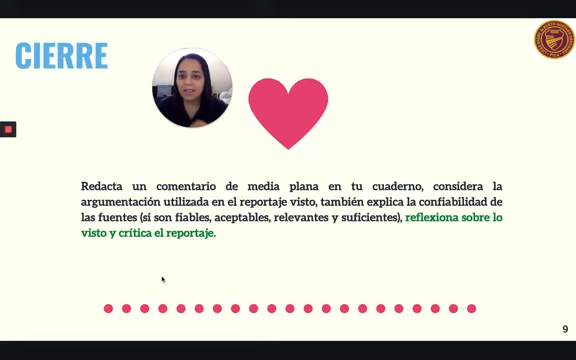 CIERRE
Redacta un comentario de media plana en tu cuaderno, considera la
argumentación utilizada en el reportaje visto, también explica la confiabilidad de
las fuentes (si son fiables, aceptables, relevantes y suficientes), reflexiona sobre lo
visto y crítica el reportaje.
9